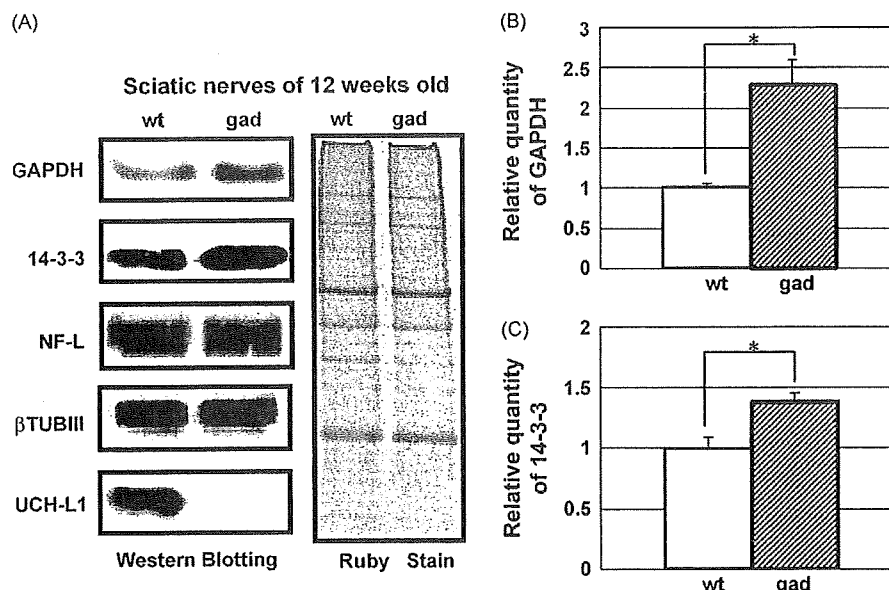 (A)
Sciatic nerves of 12 weeks old
wt gad wt gad
GAPDH
14-3-3
NF-L
βTUBIII
UCH-L1
Western Blotting Ruby Stain
(B)
Relative quantity
of GAPDH
3
2.5
2
1.5
1
0.5
0
*
wt gad
(C)
Relative quantity
of 14-3-3
2
1.5
1
0.5
0
*
wt gad